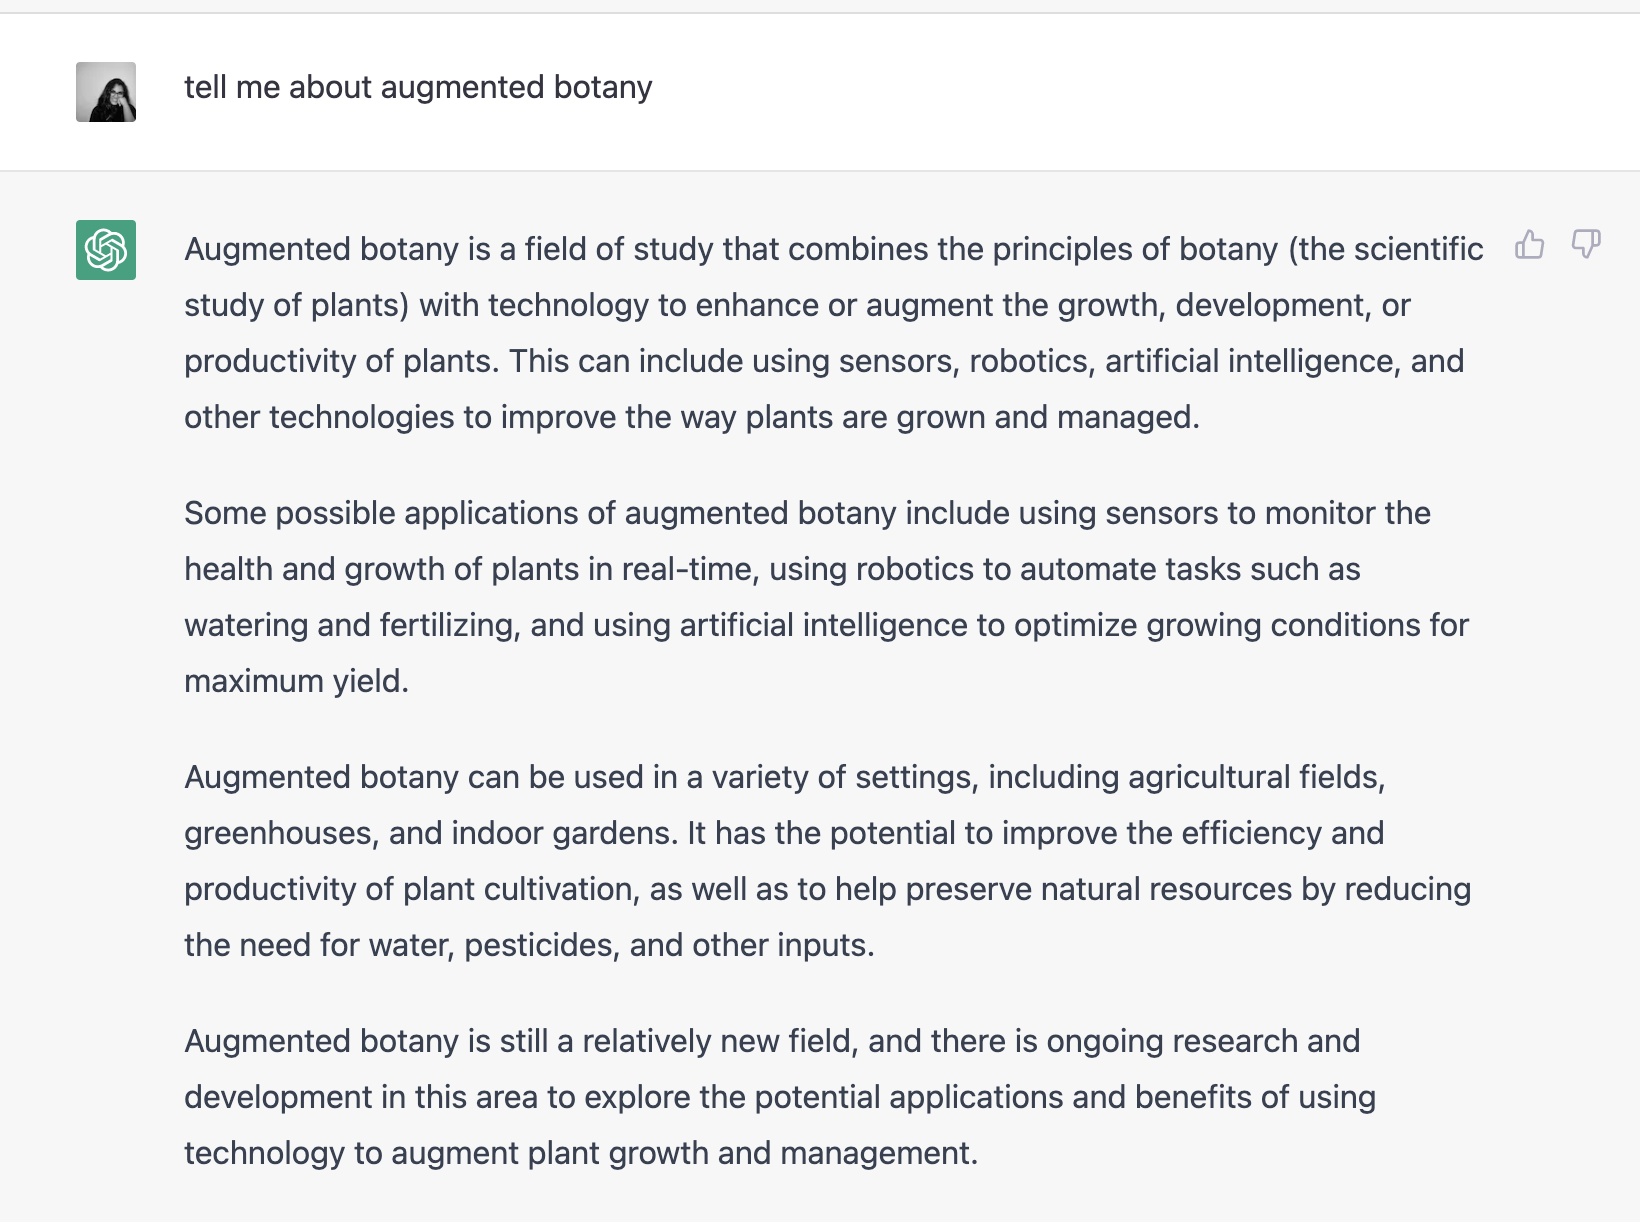 tell me about augmented botany
Augmented botany is a field of study that combines the principles of botany (the scientific
study of plants) with technology to enhance or augment the growth, development, or
productivity of plants. This can include using sensors, robotics, artificial intelligence, and
other technologies to improve the way plants are grown and managed.
Some possible applications of augmented botany include using sensors to monitor the
health and growth of plants in real-time, using robotics to automate tasks such as
watering and fertilizing, and using artificial intelligence to optimize growing conditions for
maximum yield.
Augmented botany can be used in a variety of settings, including agricultural fields,
greenhouses, and indoor gardens. It has the potential to improve the efficiency and
productivity of plant cultivation, as well as to help preserve natural resources by reducing
the need for water, pesticides, and other inputs.
Augmented botany is still a relatively new field, and there is ongoing research and
development in this area to explore the potential applications and benefits of using
technology to augment plant growth and management.